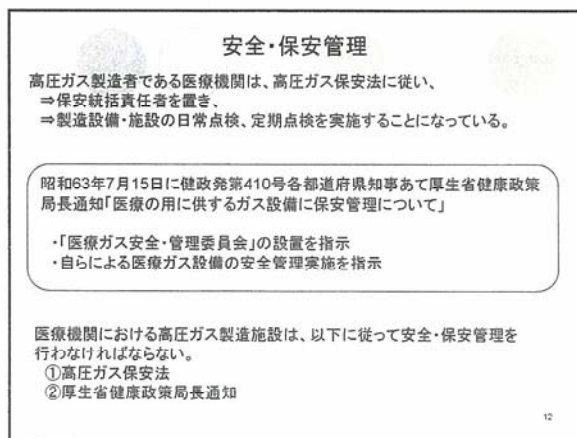 安全・保安管理
高圧ガス製造者である医療機関は、高圧ガス保安法に従い、
⇒保安統括責任者を置き、
⇒製造設備・施設の日常点検、定期点検を実施することになっている。
昭和63年7月15日に健政発第410号各都道府県知事あて厚生省健康政策
局長通知「医療の用に供するガス設備に保安管理について」
・「医療ガス安全・管理委員会」の設置を指示
・自らによる医療ガス設備の安全管理実施を指示
医療機関における高圧ガス製造施設は、以下に従って安全・保安管理を
行わなければならない。
①高圧ガス保安法
②厚生省健康政策局長通知
12